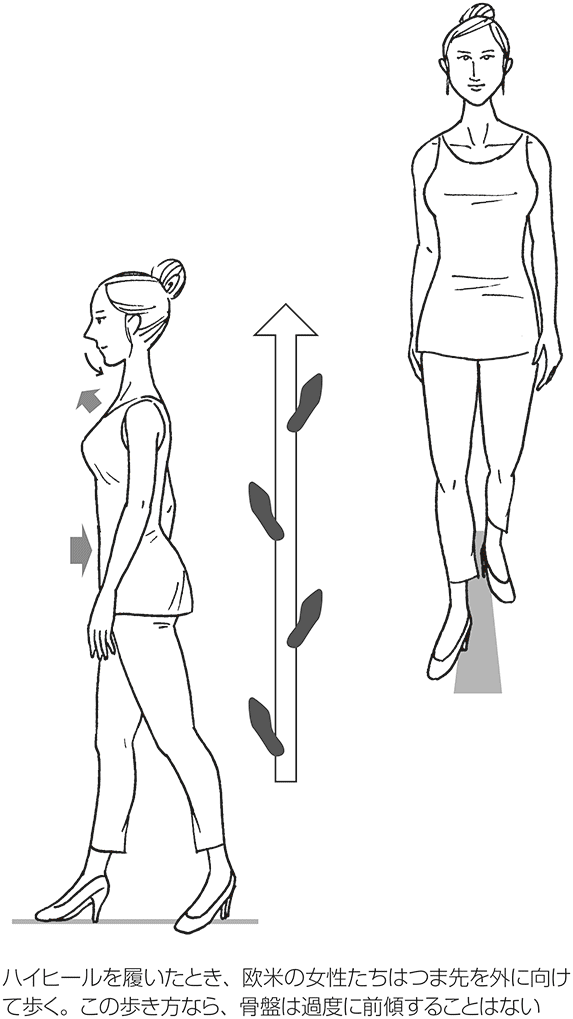 ハイヒールを履いたとき、欧米の女性たちはつま先を外に向け
て歩く。この歩き方なら、骨盤は過度に前傾することはない